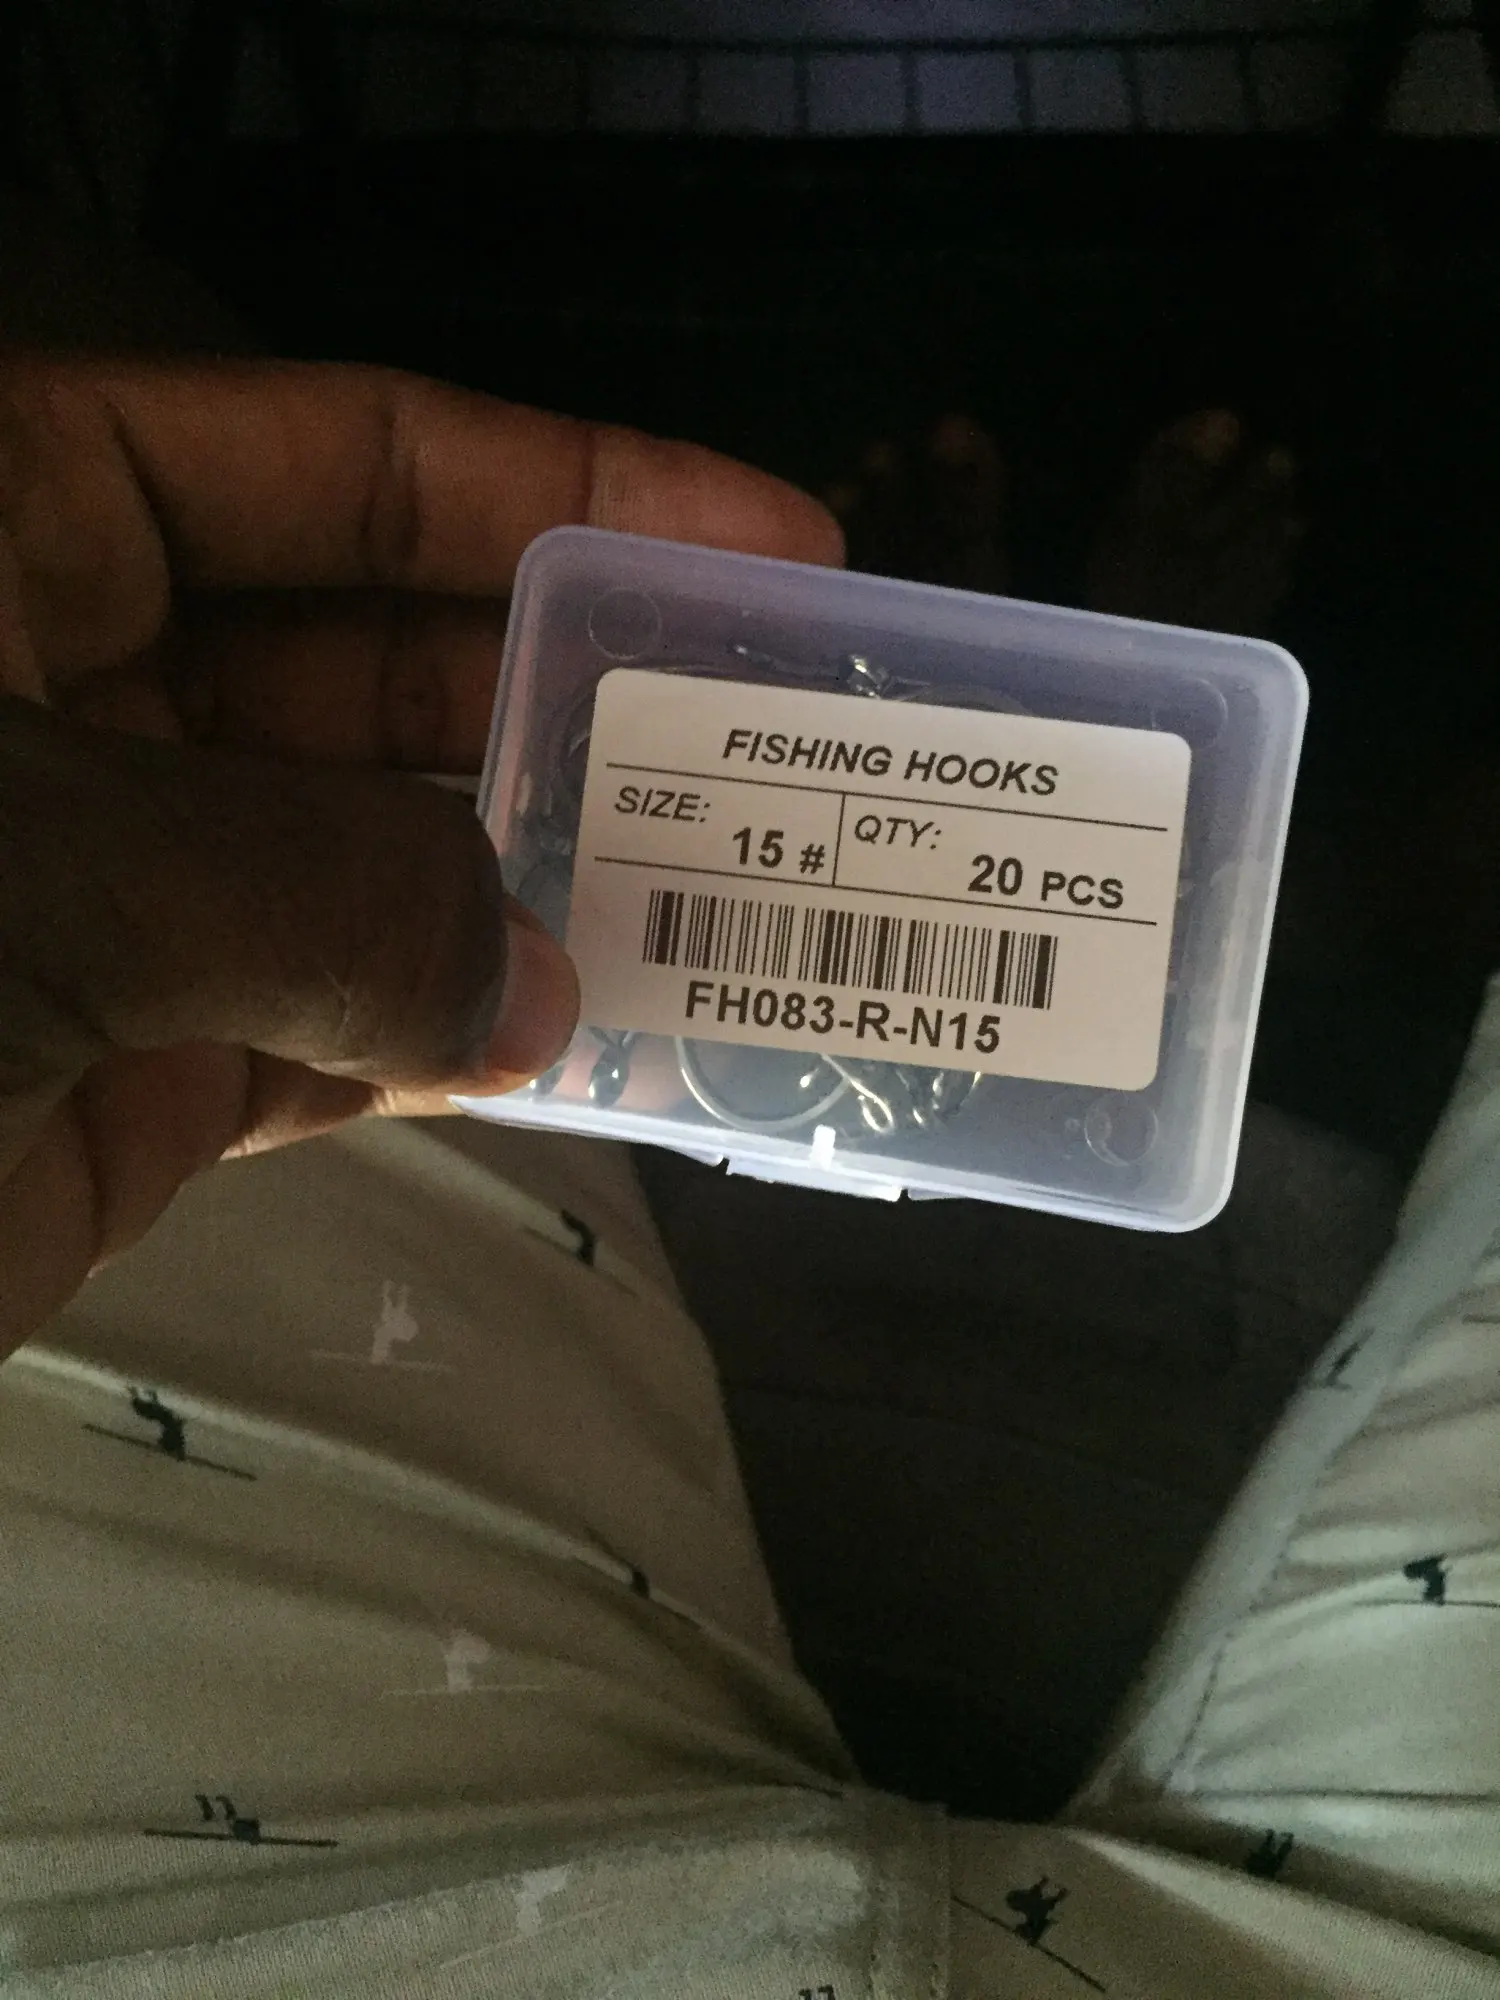 FISHING HOOKS
SIZE: 15 #
QTY: 20 PCS
FH083-R-N15